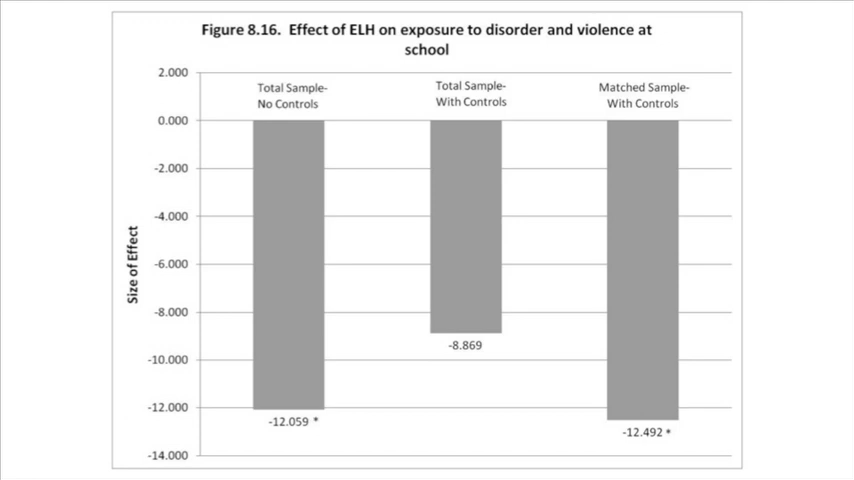 Figure 8.16.  Effect of ELH on exposure to disorder and violence at
school
2.000
0.000
-2.000
-4.000
-6.000
-8.000
-10.000
-12.000
-14.000
Size of Effect
Total Sample-
No Controls
Total Sample-
With Controls
Matched Sample-
With Controls
-12.059 *
-8.869
-12.492 *